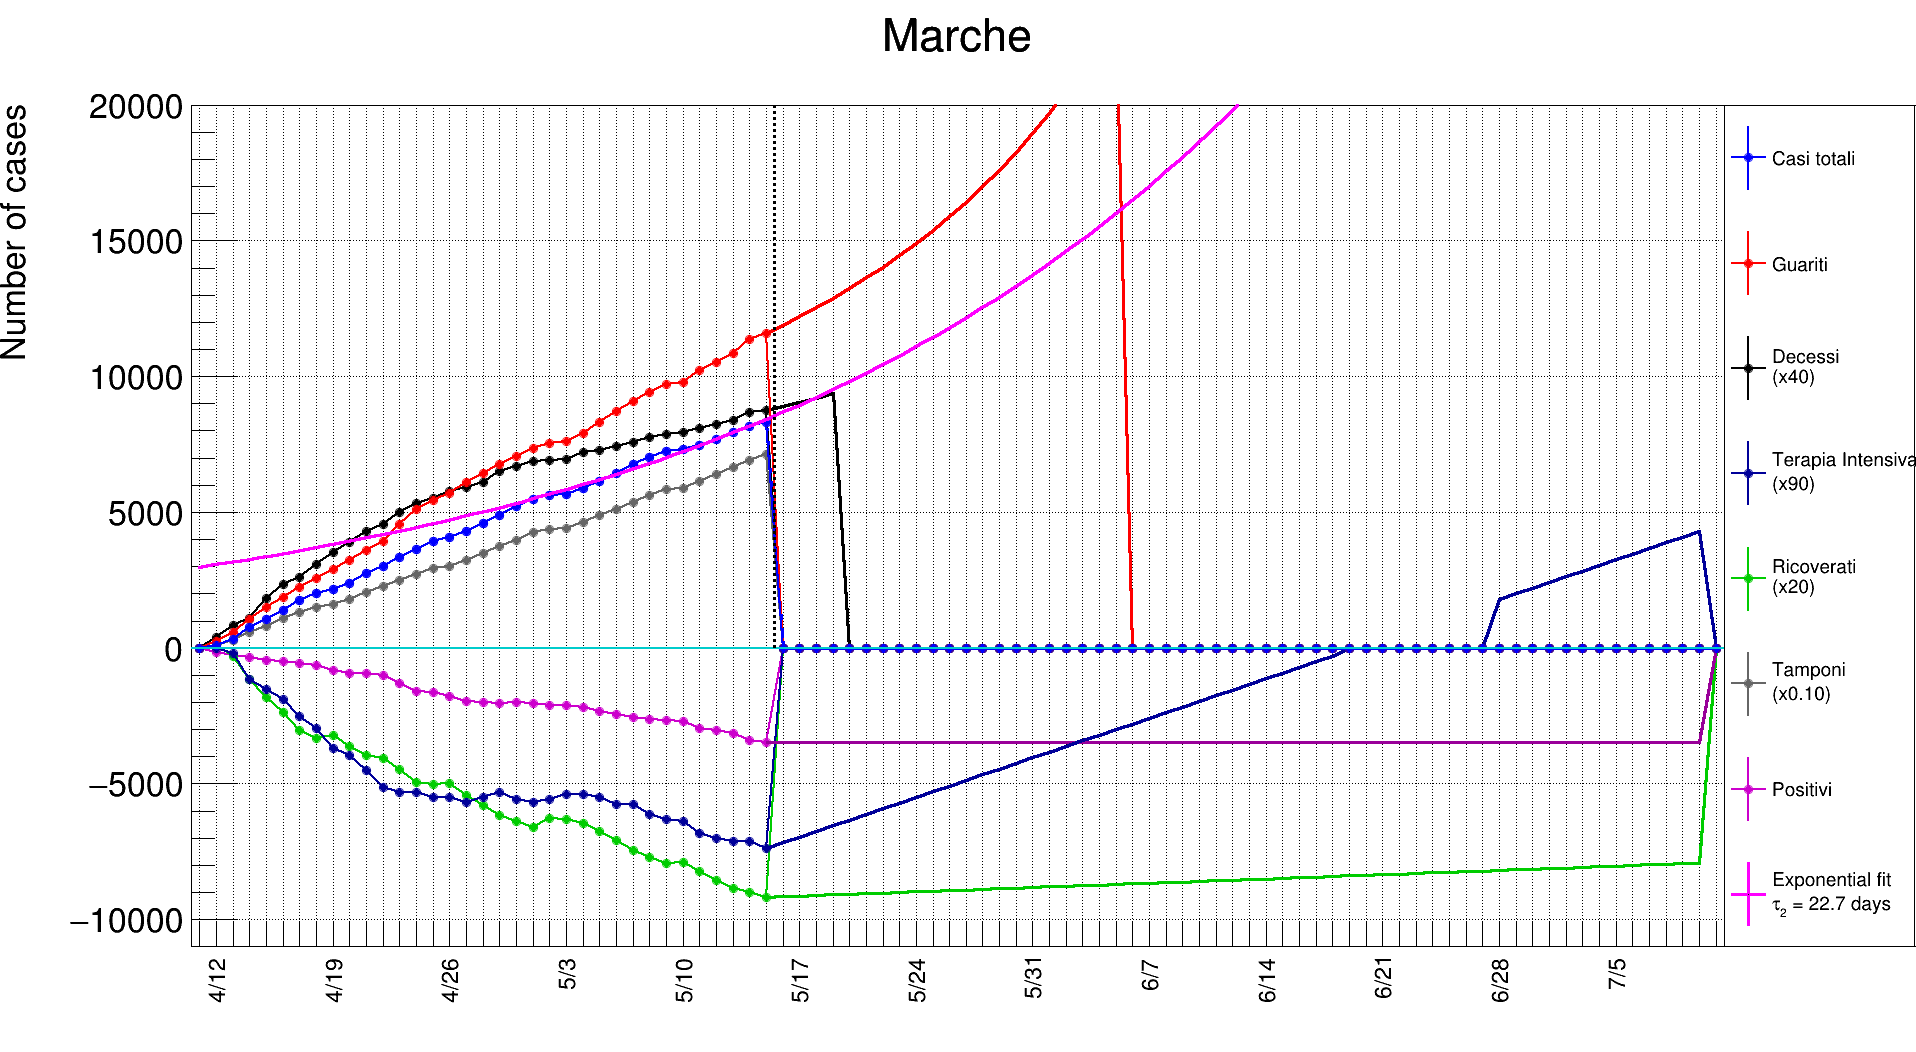 Marche
Number of cases
20000
15000
10000
5000
0
−5000
−10000
4/12
4/19
4/26
5/3
5/10
5/17
5/24
5/31
6/7
6/14
6/21
6/28
7/5
Casi totali
Guariti
Decessi
(x40)
Terapia Intensiva
(x90)
Ricoverati
(x20)
Tamponi
(x0.10)
Positivi
Exponential fit
τ2 = 22.7 days